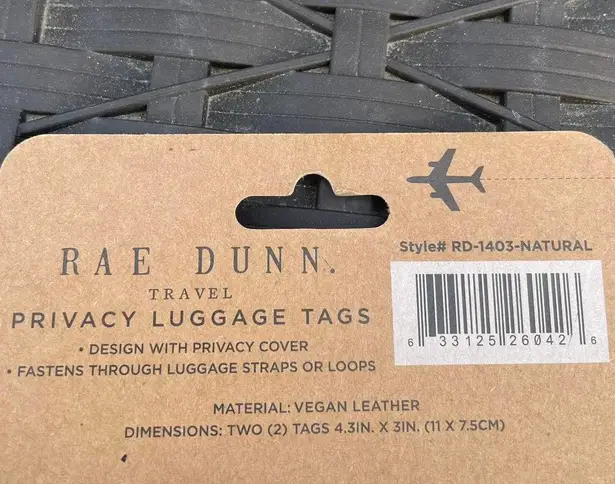 Style# RD-1403-NATURAL
RAE DUNN.
TRAVEL
PRIVACY LUGGAGE TAGS
• DESIGN WITH PRIVACY COVER
• FASTENS THROUGH LUGGAGE STRAPS OR LOOPS
6 33125 26042 6
MATERIAL: VEGAN LEATHER
DIMENSIONS: TWO (2) TAGS 4.3IN. X 3IN. (11 X 7.5CM)